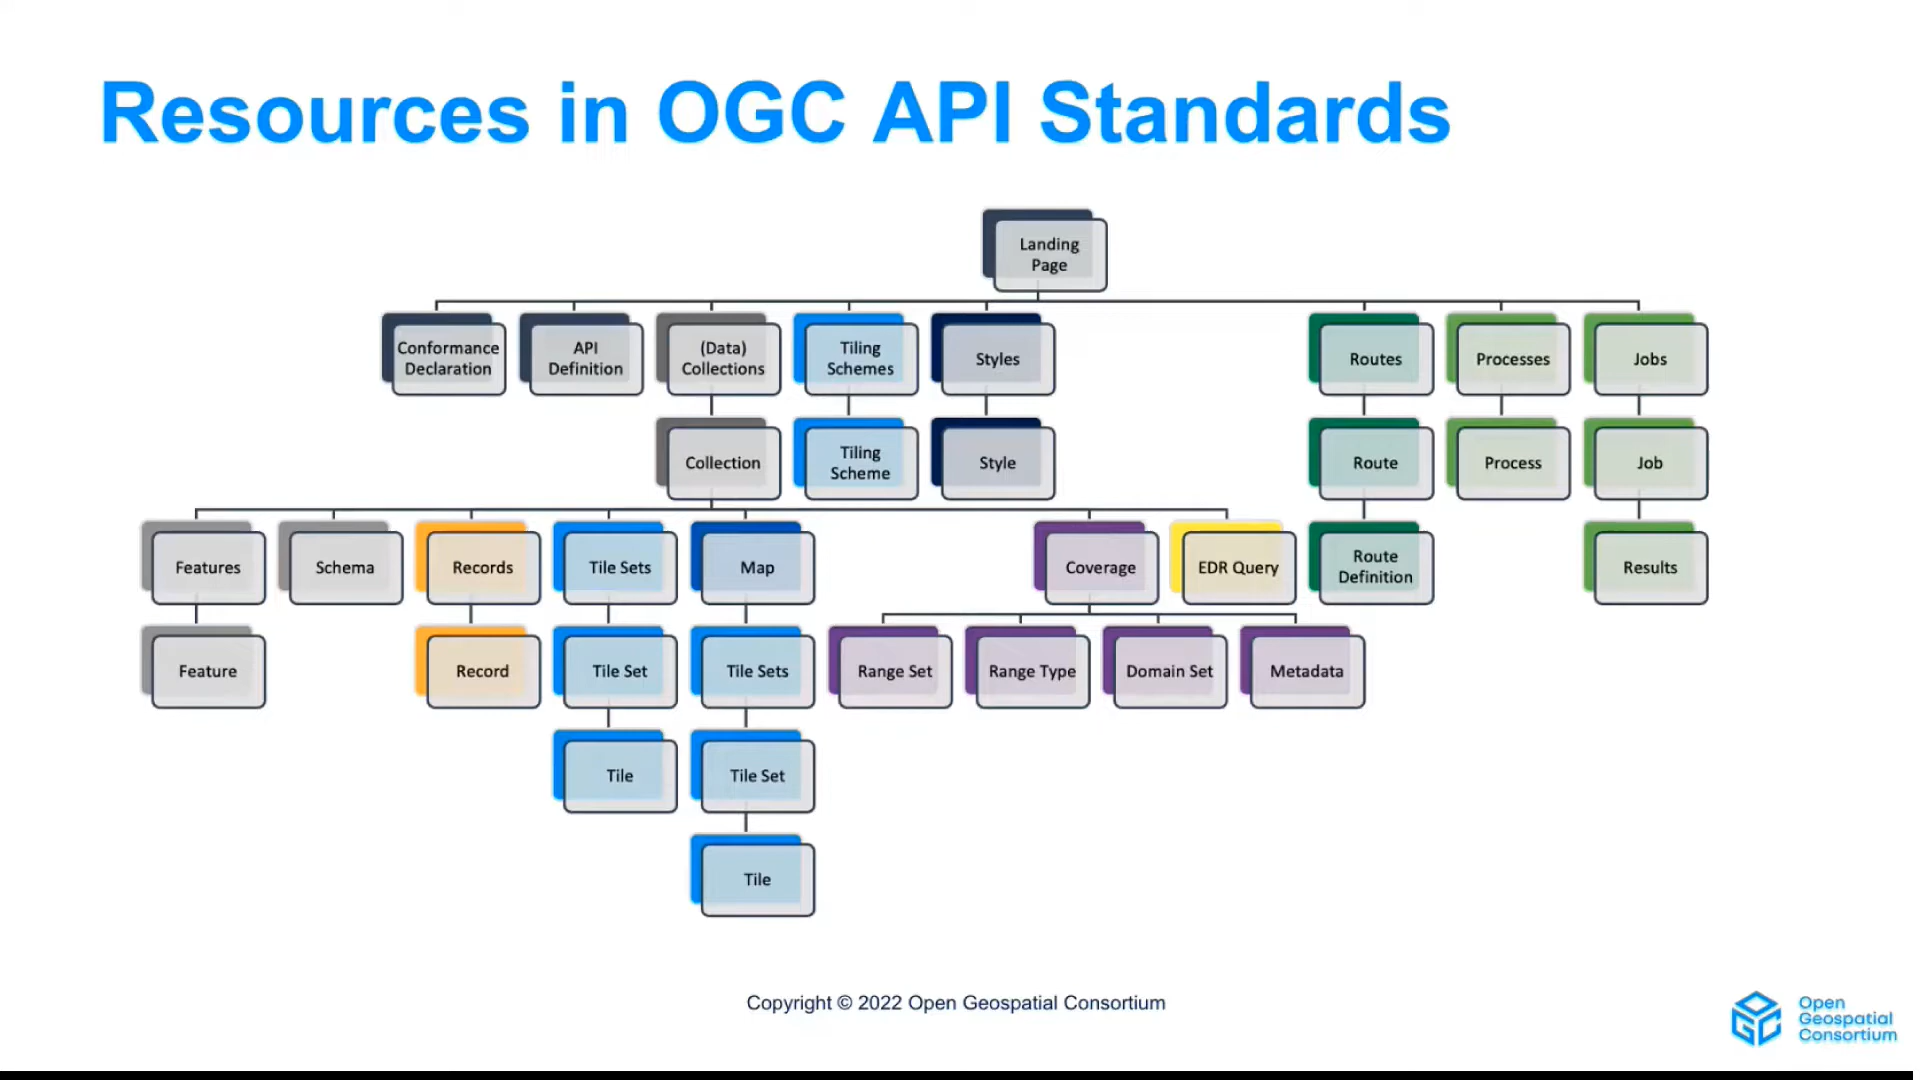 Resources in OGC API Standards
Landing
Page
Conformance
Declaration
API
Definition
(Data)
Collections
Tiling
Schemes
Styles
Routes
Processes
Jobs
Collection
Tiling
Scheme
Style
Route
Process
Job
Features
Schema
Records
Tile Sets
Map
Coverage
EDR Query
Route
Definition
Results
Feature
Record
Tile Set
Tile Sets
Range Set
Range Type
Domain Set
Metadata
Tile
Tile Set
Tile
Copyright © 2022 Open Geospatial Consortium
OGC
Open
Geospatial
Consortium